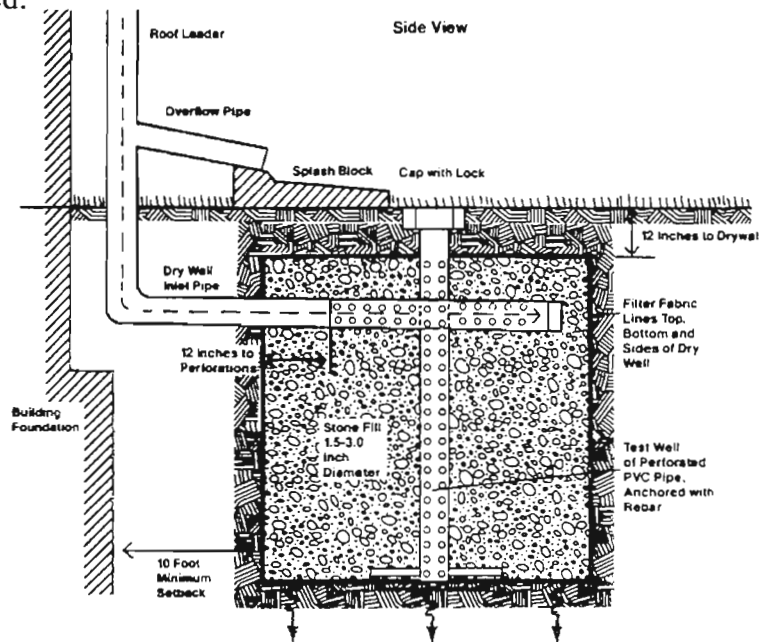 ed.
Roof Leader
Side View
Overflow Pipe
Splash Block
Cap with Lock
12 Inches to Drywal
Dry Well
Inlet Pipe
Filter Fabric
Lines Top,
Bottom and
Sides of Dry
Well
12 Inches to
Perforations
Building
Foundation
Stone Fill
1.5-3.0
Inch
Diameter
Test Well
of Perforated
PVC Pipe,
Anchored with
Rebar
10 Foot
Minimum
Setback